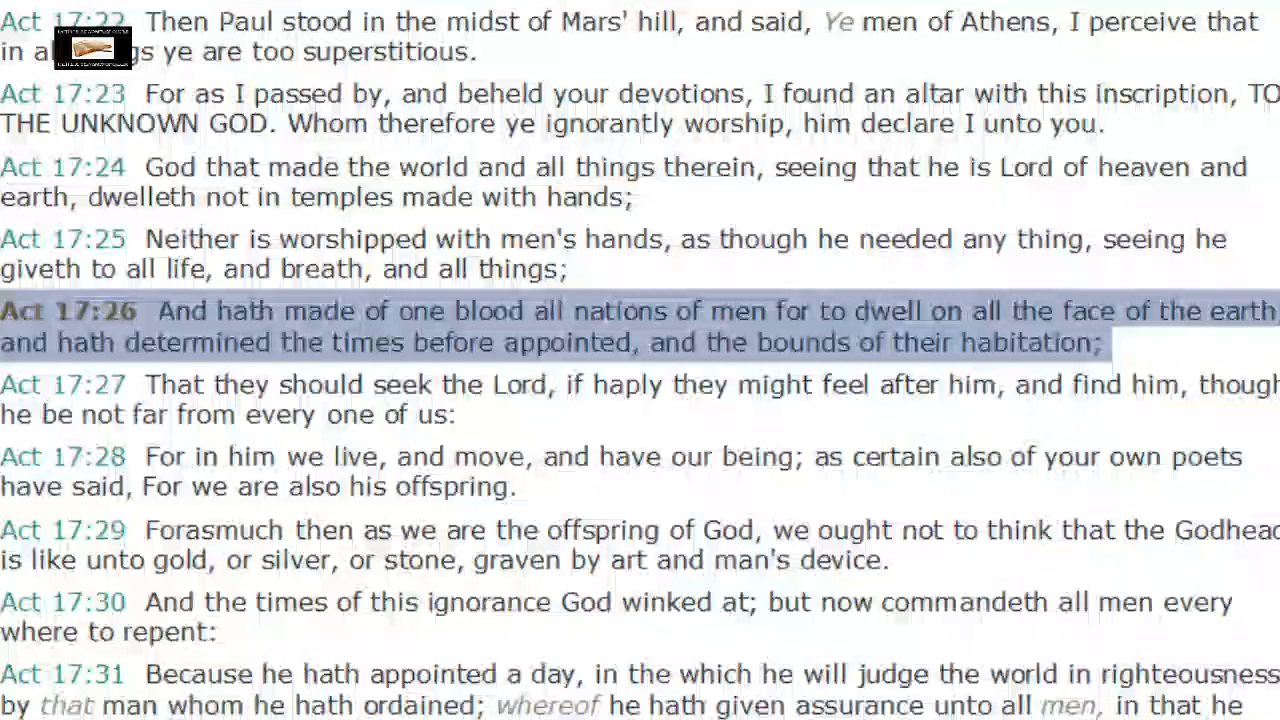 Act 17:22 Then Paul stood in the midst of Mars' hill, and said, Ye men of Athens, I perceive that
in all gs ye are too superstitious.
Act 17:23 For as I passed by, and beheld your devotions, I found an altar with this inscription, TO
THE UNKNOWN GOD. Whom therefore ye ignorantly worship, him declare I unto you.
Act 17:24 God that made the world and all things therein, seeing that he is Lord of heaven and
earth, dwelleth not in temples made with hands;
Act 17:25 Neither is worshipped with men's hands, as though he needed any thing, seeing he
giveth to all life, and breath, and all things;
Act 17:26 And hath made of one blood all nations of men for to dwell on all the face of the earth
and hath determined the times before appointed, and the bounds of their habitation;
Act 17:27 That they should seek the Lord, if haply they might feel after him, and find him, though
he be not far from every one of us:
Act 17:28 For in him we live, and move, and have our being; as certain also of your own poets
have said, For we are also his offspring.
Act 17:29 Forasmuch then as we are the offspring of God, we ought not to think that the Godhead
is like unto gold, or silver, or stone, graven by art and man's device.
Act 17:30 And the times of this ignorance God winked at; but now commandeth all men every
where to repent:
Act 17:31 Because he hath appointed a day, in the which he will judge the world in righteousness
by that man whom he hath ordained; whereof he hath given assurance unto all men, in that he